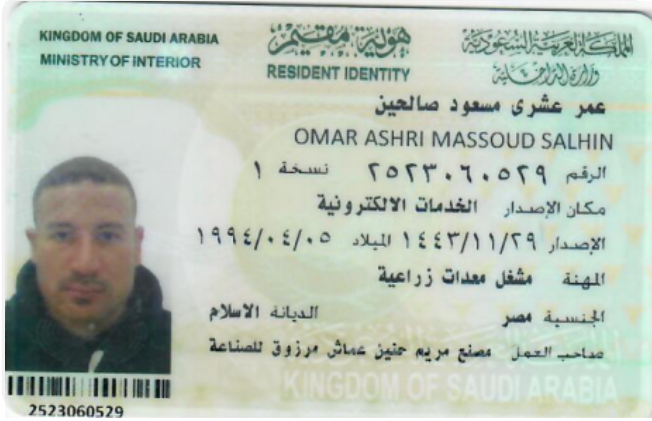 KINGDOM OF SAUDI ARABIA
MINISTRY OF INTERIOR
هوية مقيم
RESIDENT IDENTITY
المملكة العربية السعودية
وزارة الداخلية
عمر عشرى مسعود صالحين
OMAR ASHRI MASSOUD SALHIN
الرقم ٢٥٢٣٠٦٠٥٢٩ نسخة ١
مكان الإصدار الخدمات الالكترونية
الإصدار ١٤٤٣/١١/٢٩ الميلاد ١٩٩٤/٠٤/٠٥
المهنة مشغل معدات زراعية
الجنسية مصر الديانة الاسلام
صاحب العمل مصنع مريم حنين عماش مرزوق للصناعة
KINGDOM OF SAUDI ARABIA
2523060529